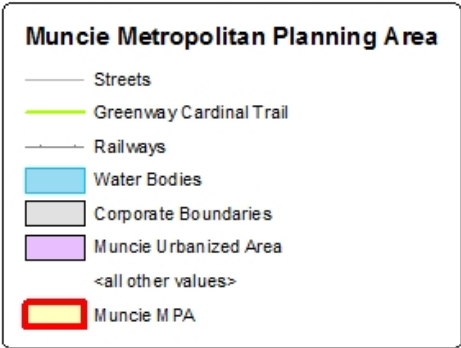 Muncie Metropolitan Planning Area
Streets
Greenway Cardinal Trail
Railways
Water Bodies
Corporate Boundaries
Muncie Urbanized Area
<all other values>
Muncie MPA